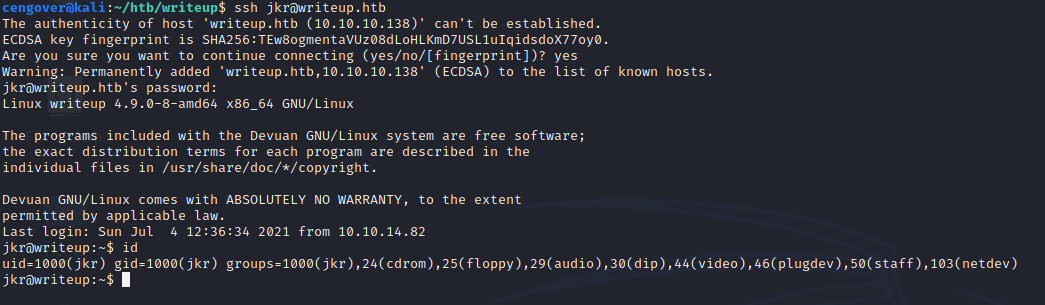 cengover@kali:~/htb/writeup$ ssh jkr@writeup.htb
The authenticity of host 'writeup.htb (10.10.10.138)' can't be established.
ECDSA key fingerprint is SHA256:TEw8ogmentaVUz08dLoHLKmD7USL1uIqidsdoX77oy0.
Are you sure you want to continue connecting (yes/no/[fingerprint])? yes
Warning: Permanently added 'writeup.htb,10.10.10.138' (ECDSA) to the list of known hosts.
jkr@writeup.htb's password:
Linux writeup 4.9.0-8-amd64 x86_64 GNU/Linux
The programs included with the Devuan GNU/Linux system are free software;
the exact distribution terms for each program are described in the
individual files in /usr/share/doc/*/copyright.
Devuan GNU/Linux comes with ABSOLUTELY NO WARRANTY, to the extent
permitted by applicable law.
Last login: Sun Jul  4 12:36:34 2021 from 10.10.14.82
jkr@writeup:~$ id
uid=1000(jkr) gid=1000(jkr) groups=1000(jkr),24(cdrom),25(floppy),29(audio),30(dip),44(video),46(plugdev),50(staff),103(netdev)
jkr@writeup:~$